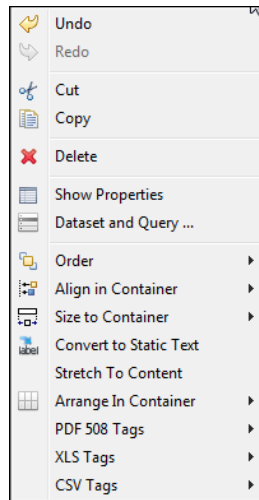 Undo
Redo
Cut
Copy
Delete
Show Properties
Dataset and Query ...
Order
Align in Container
Size to Container
label Convert to Static Text
Stretch To Content
Arrange In Container
PDF 508 Tags
XLS Tags
CSV Tags